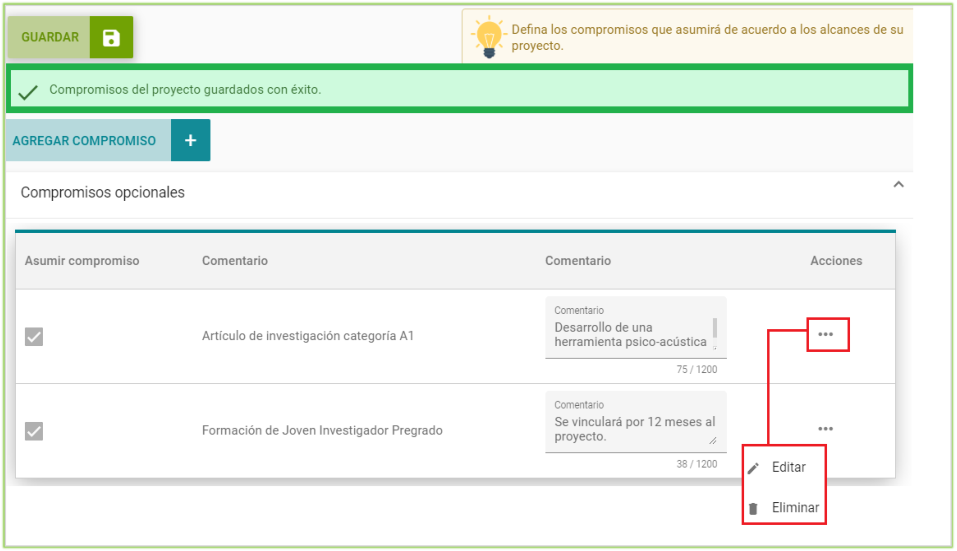 GUARDAR
Defina los compromisos que asumirá de acuerdo a los alcances de su
proyecto.
Compromisos del proyecto guardados con éxito.
AGREGAR COMPROMISO +
Compromisos opcionales
Asumir compromiso Comentario Comentario Acciones
Comentario
Desarrollo de una
Artículo de investigación categoría A1
herramienta psico-acústica
75 / 1200
Comentario
Se vinculará por 12 meses al
Formación de Joven Investigador Pregrado
proyecto.
38 / 1200
Editar
Eliminar